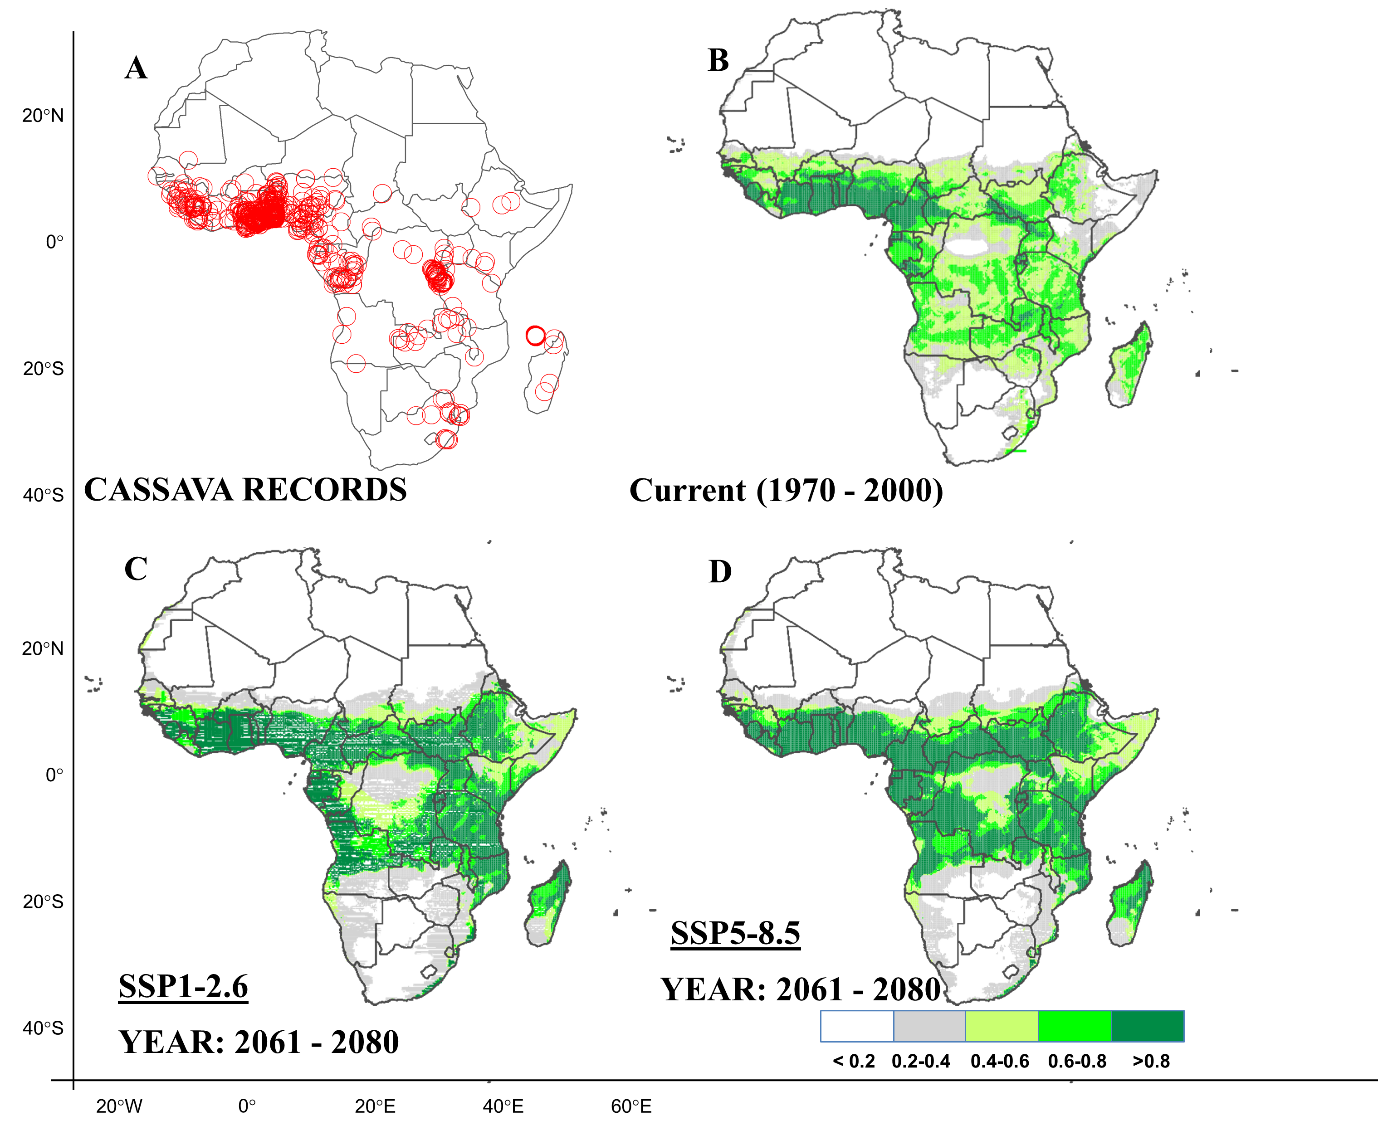 A
B
20°N
0°
20°S
40°S
CASSAVA RECORDS
Current (1970 - 2000)
C
D
20°N
0°
20°S
40°S
SSP1-2.6
YEAR: 2061 - 2080
SSP5-8.5
YEAR: 2061 - 2080
< 0.2 0.2-0.4 0.4-0.6 0.6-0.8 >0.8
20°W 0° 20°E 40°E 60°E